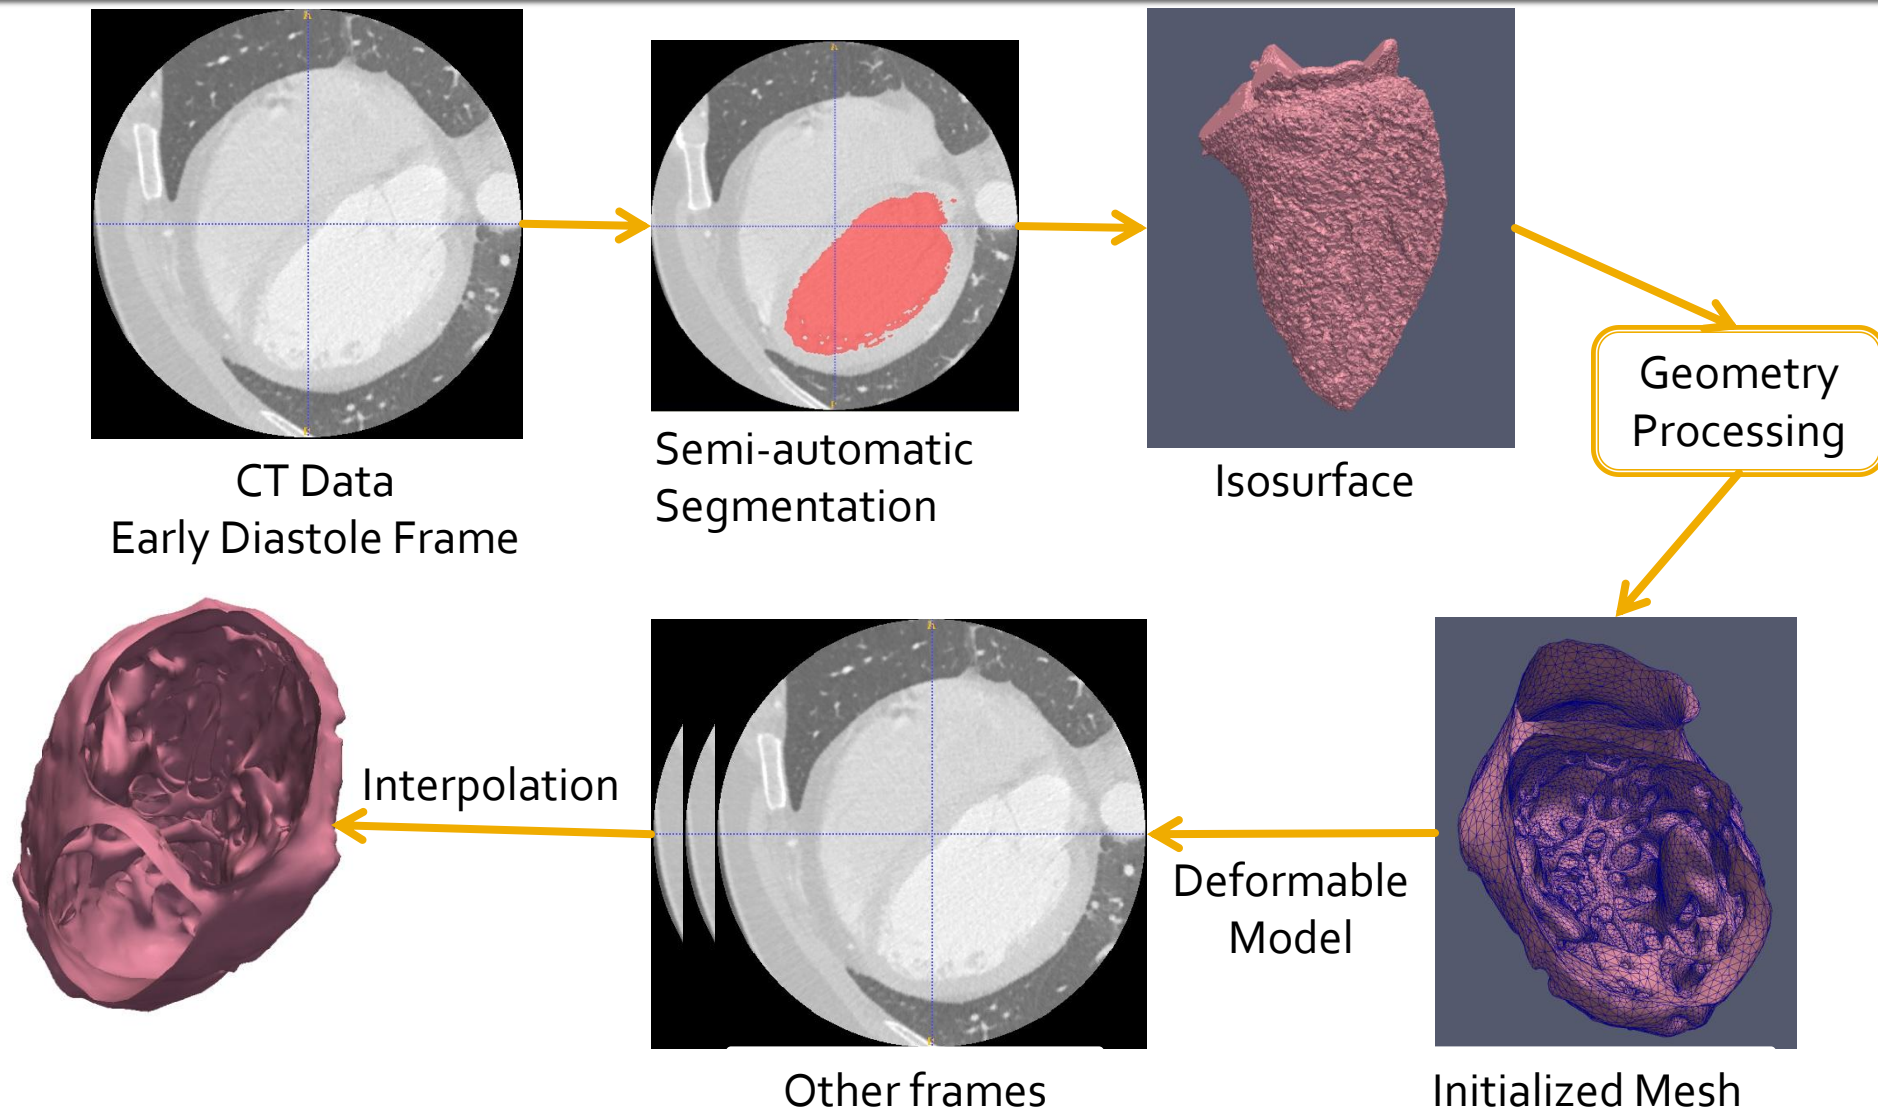 CT Data
Early Diastole Frame
Semi-automatic
Segmentation
Isosurface
Geometry
Processing
Interpolation
Deformable
Model
Other frames
Initialized Mesh